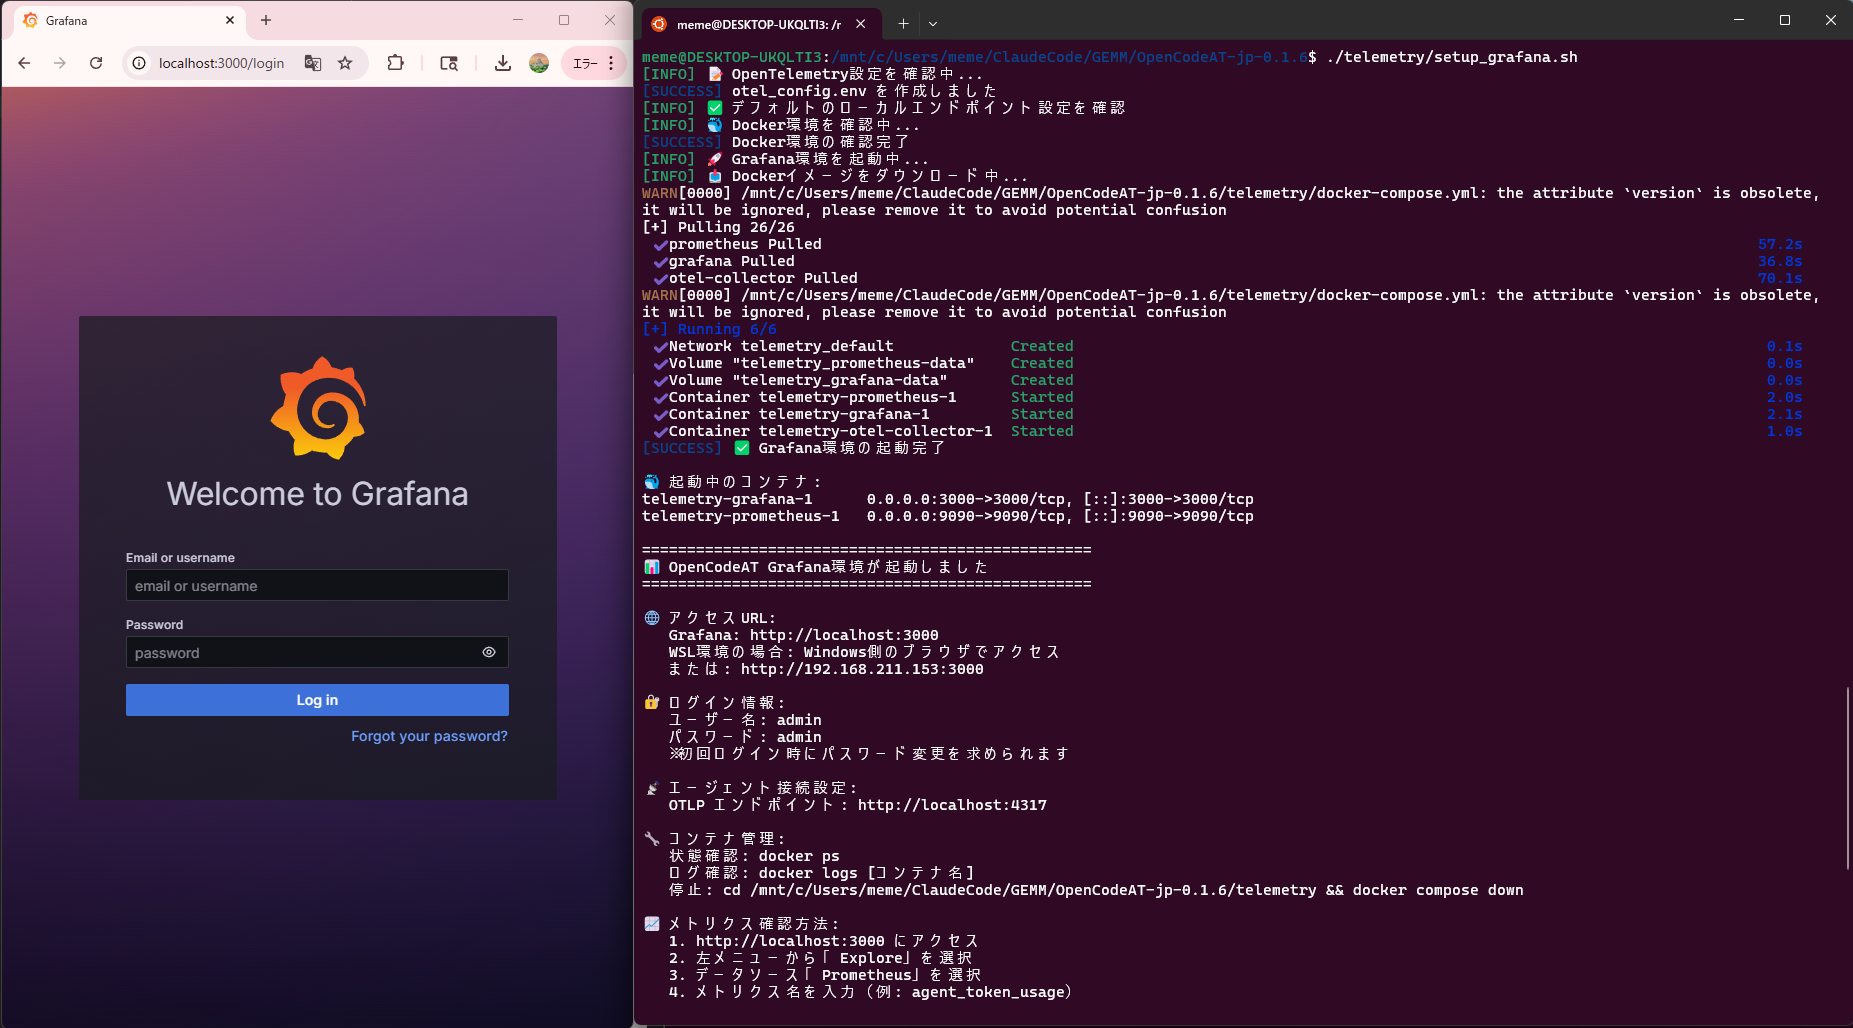 Grafana
localhost:3000/login
エラー
Welcome to Grafana
Email or username
email or username
Password
password
Log in
Forgot your password?
meme@DESKTOP-UKQLTI3: /r
meme@DESKTOP-UKQLTI3:/mnt/c/Users/meme/ClaudeCode/GEMM/OpenCodeAT-jp-0.1.6$ ./telemetry/setup_grafana.sh
[INFO] 📝 OpenTelemetry設定を確認中...
[SUCCESS] otel_config.env を作成しました
[INFO] ✅ デフォルトのローカルエンドポイント設定を確認
[INFO] 🐳 Docker環境を確認中...
[SUCCESS] Docker環境の確認完了
[INFO] 🚀 Grafana環境を起動中...
[INFO] 📥 Dockerイメージをダウンロード中...
WARN[0000] /mnt/c/Users/meme/ClaudeCode/GEMM/OpenCodeAT-jp-0.1.6/telemetry/docker-compose.yml: the attribute `version` is obsolete,
it will be ignored, please remove it to avoid potential confusion
[+] Pulling 26/26
✔prometheus Pulled 57.2s
✔grafana Pulled 36.8s
✔otel-collector Pulled 70.1s
WARN[0000] /mnt/c/Users/meme/ClaudeCode/GEMM/OpenCodeAT-jp-0.1.6/telemetry/docker-compose.yml: the attribute `version` is obsolete,
it will be ignored, please remove it to avoid potential confusion
[+] Running 6/6
✔Network telemetry_default Created 0.1s
✔Volume "telemetry_prometheus-data" Created 0.0s
✔Volume "telemetry_grafana-data" Created 0.0s
✔Container telemetry-prometheus-1 Started 2.0s
✔Container telemetry-grafana-1 Started 2.1s
✔Container telemetry-otel-collector-1 Started 1.0s
[SUCCESS] ✅ Grafana環境の起動完了
🐳 起動中のコンテナ:
telemetry-grafana-1 0.0.0.0:3000->3000/tcp, [::]:3000->3000/tcp
telemetry-prometheus-1 0.0.0.0:9090->9090/tcp, [::]:9090->9090/tcp
==================================================
📊 OpenCodeAT Grafana環境が起動しました
==================================================
🌐 アクセスURL:
Grafana: http://localhost:3000
WSL環境の場合: Windows側のブラウザでアクセス
または: http://192.168.211.153:3000
🔐 ログイン情報:
ユーザー名: admin
パスワード: admin
※初回ログイン時にパスワード変更を求められます
📡 エージェント接続設定:
OTLP エンドポイント: http://localhost:4317
🔧 コンテナ管理:
状態確認: docker ps
ログ確認: docker logs [コンテナ名]
停止: cd /mnt/c/Users/meme/ClaudeCode/GEMM/OpenCodeAT-jp-0.1.6/telemetry && docker compose down
📈 メトリクス確認方法:
1. http://localhost:3000 にアクセス
2. 左メニューから「Explore」を選択
3. データソース「Prometheus」を選択
4. メトリクス名を入力（例: agent_token_usage）